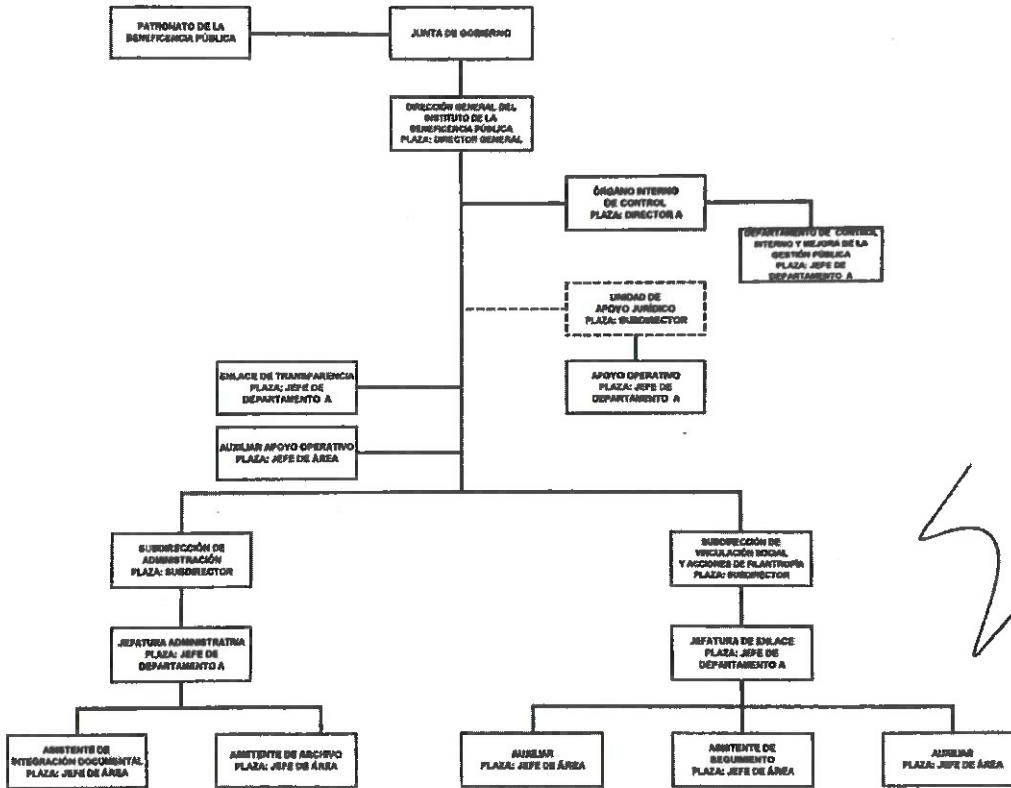 PATRONATO DE LA
BENEFICENCIA PÚBLICA
JUNTA DE GOBIERNO
DIRECCIÓN GENERAL DEL
INSTITUTO DE LA
BENEFICENCIA PÚBLICA
PLAZA: DIRECTOR GENERAL
ÓRGANO INTERNO
DE CONTROL
PLAZA: DIRECTOR A
DEPARTAMENTO DE CONTROL
INTERNO Y MEJORA DE LA
GESTIÓN PÚBLICA
PLAZA: JEFE DE
DEPARTAMENTO A
UNIDAD DE
APOYO JURÍDICO
PLAZA: SUBDIRECTOR
ENLACE DE TRANSPARENCIA
PLAZA: JEFE DE
DEPARTAMENTO A
APOYO OPERATIVO
PLAZA: JEFE DE
DEPARTAMENTO A
AUXILIAR APOYO OPERATIVO
PLAZA: JEFE DE ÁREA
SUBDIRECCIÓN DE
ADMINISTRACIÓN
PLAZA: SUBDIRECTOR
SUBDIRECCIÓN DE
VINCULACIÓN SOCIAL
Y ACCIONES DE FILANTROPÍA
PLAZA: SUBDIRECTOR
JEFATURA ADMINISTRATIVA
PLAZA: JEFE DE
DEPARTAMENTO A
JEFATURA DE ENLACE
PLAZA: JEFE DE
DEPARTAMENTO A
ASISTENTE DE
INTEGRACIÓN DOCUMENTAL
PLAZA: JEFE DE ÁREA
ASISTENTE DE ARCHIVO
PLAZA: JEFE DE ÁREA
AUXILIAR
PLAZA: JEFE DE ÁREA
ASISTENTE DE
SEGUIMIENTO
PLAZA: JEFE DE ÁREA
AUXILIAR
PLAZA: JEFE DE ÁREA